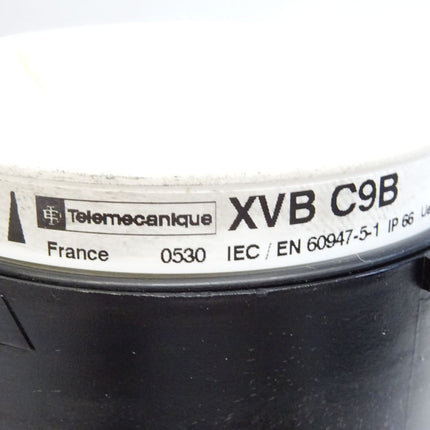 Telemecanique XVB C9B
France 0530 IEC / EN 60947-5-1 IP 66